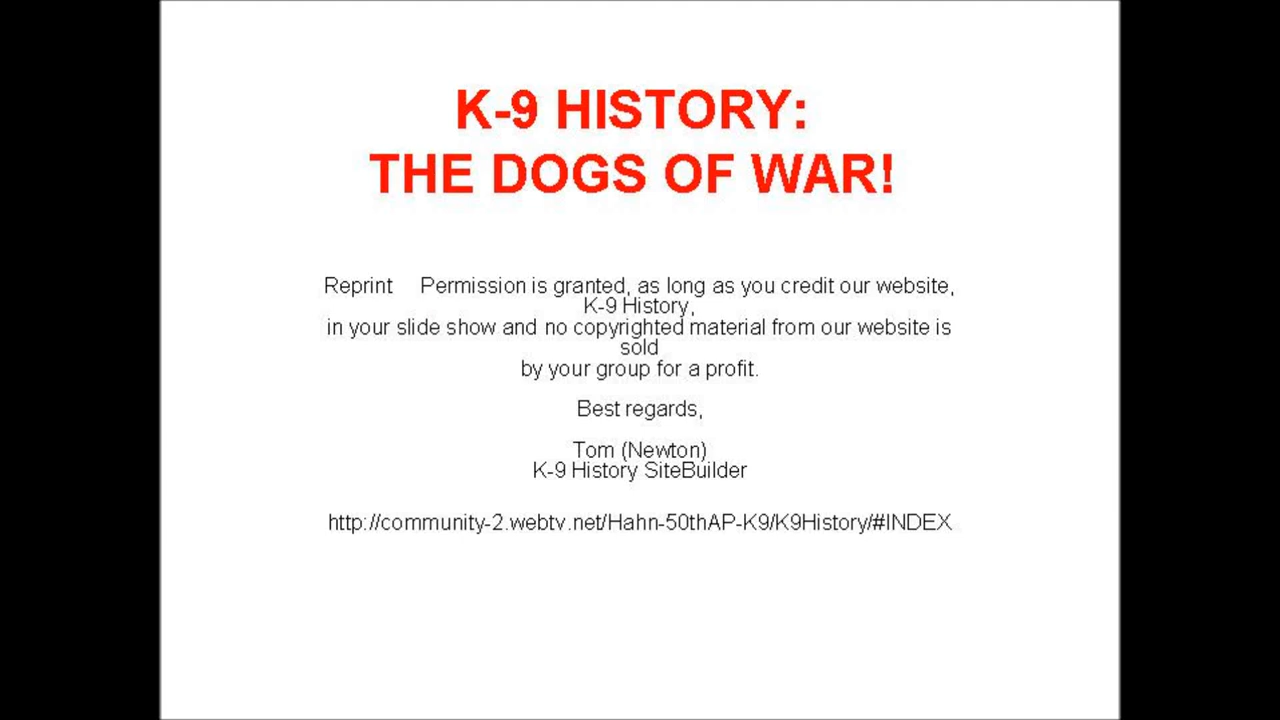 K-9 HISTORY:
THE DOGS OF WAR!
Reprint Permission is granted, as long as you credit our website,
K-9 History,
in your slide show and no copyrighted material from our website is
sold
by your group for a profit.
Best regards,
Tom (Newton)
K-9 History SiteBuilder
http://community-2.webtv.net/Hahn-50thAP-K9/K9History/#INDEX